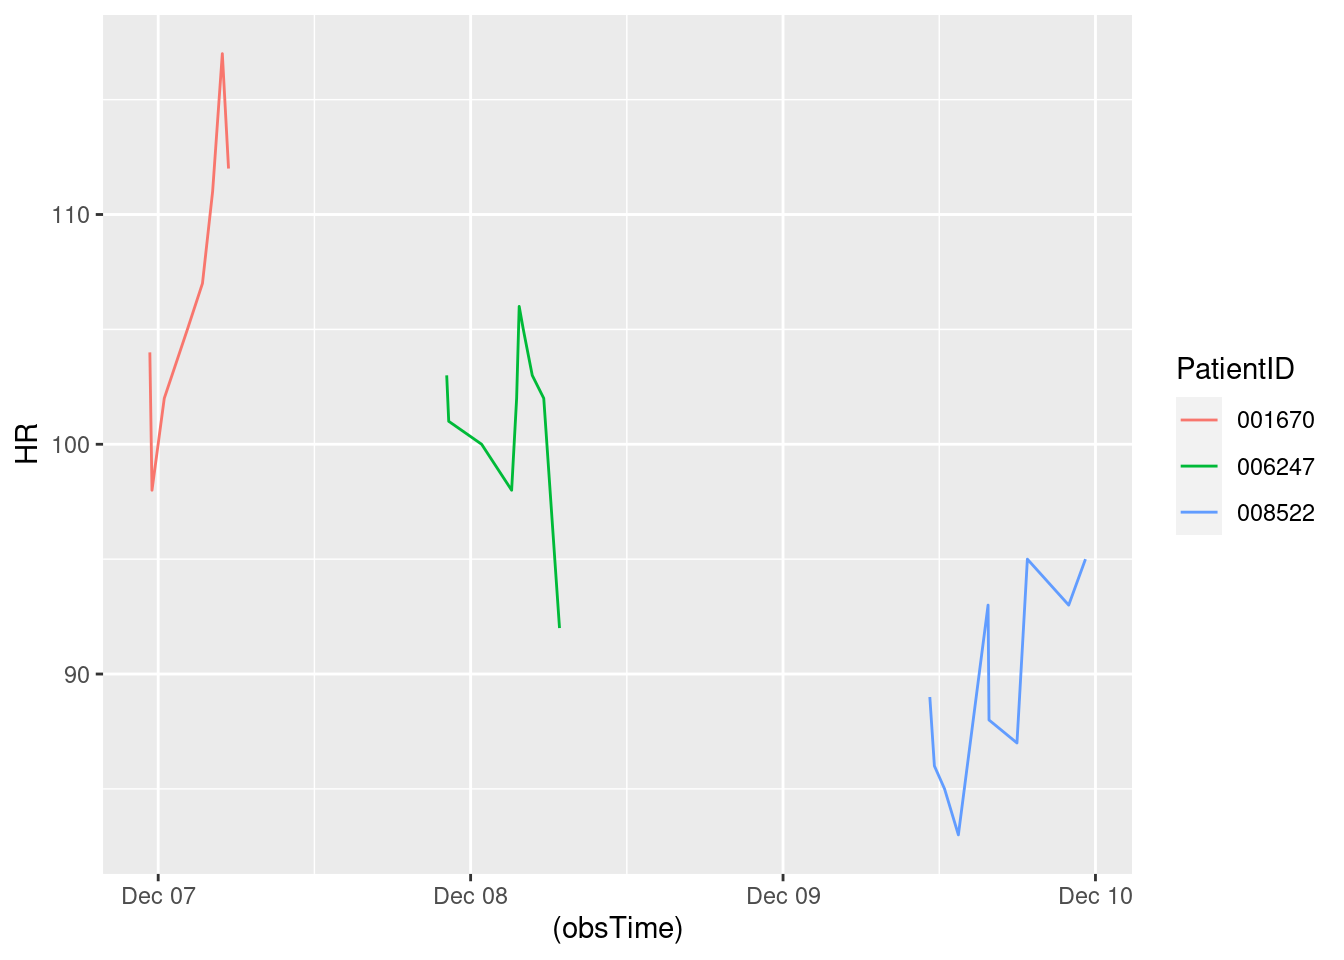 HR
110
100
90
Dec 07
Dec 08
Dec 09
Dec 10
(obsTime)
PatientID
001670
006247
008522